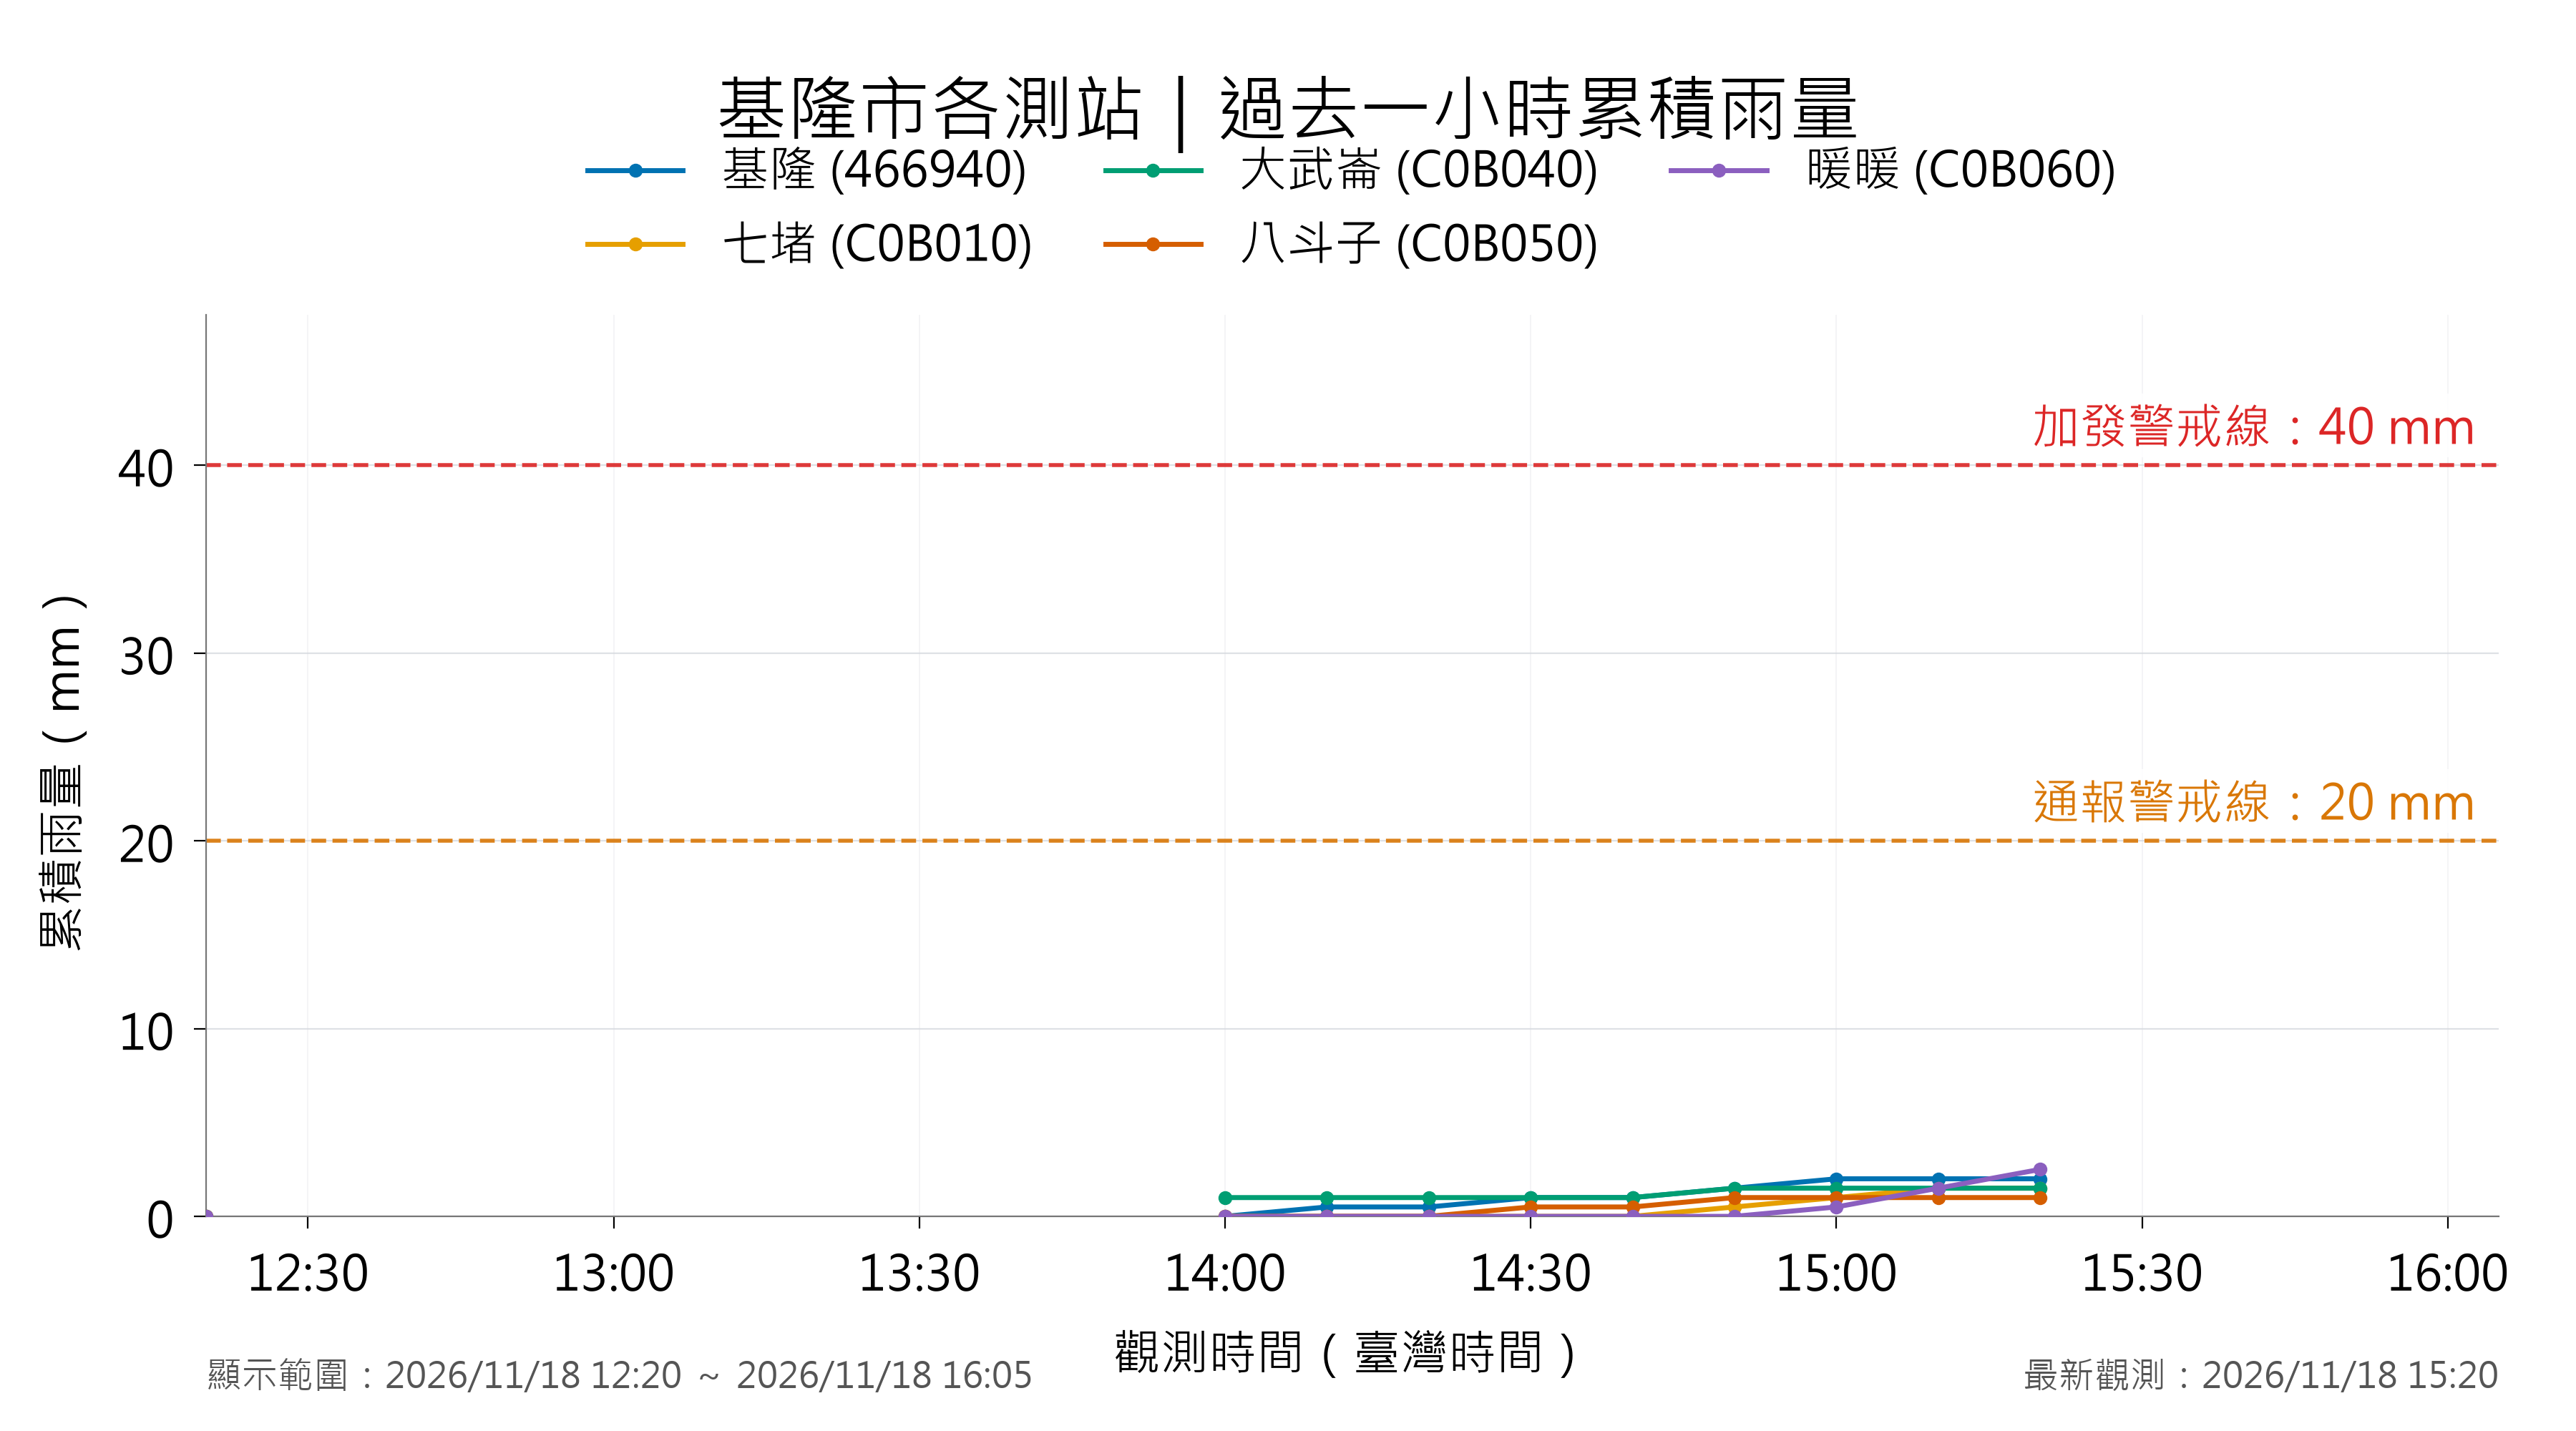 基隆市各測站｜過去一小時累積雨量
基隆 (466940)
大武崙 (C0B040)
暖暖 (C0B060)
七堵 (C0B010)
八斗子 (C0B050)
累積雨量（mm）
40
30
20
10
0
加發警戒線：40 mm
通報警戒線：20 mm
12:30
13:00
13:30
14:00
14:30
15:00
15:30
16:00
觀測時間（臺灣時間）
顯示範圍：2026/11/18 12:20 ~ 2026/11/18 16:05
最新觀測：2026/11/18 15:20